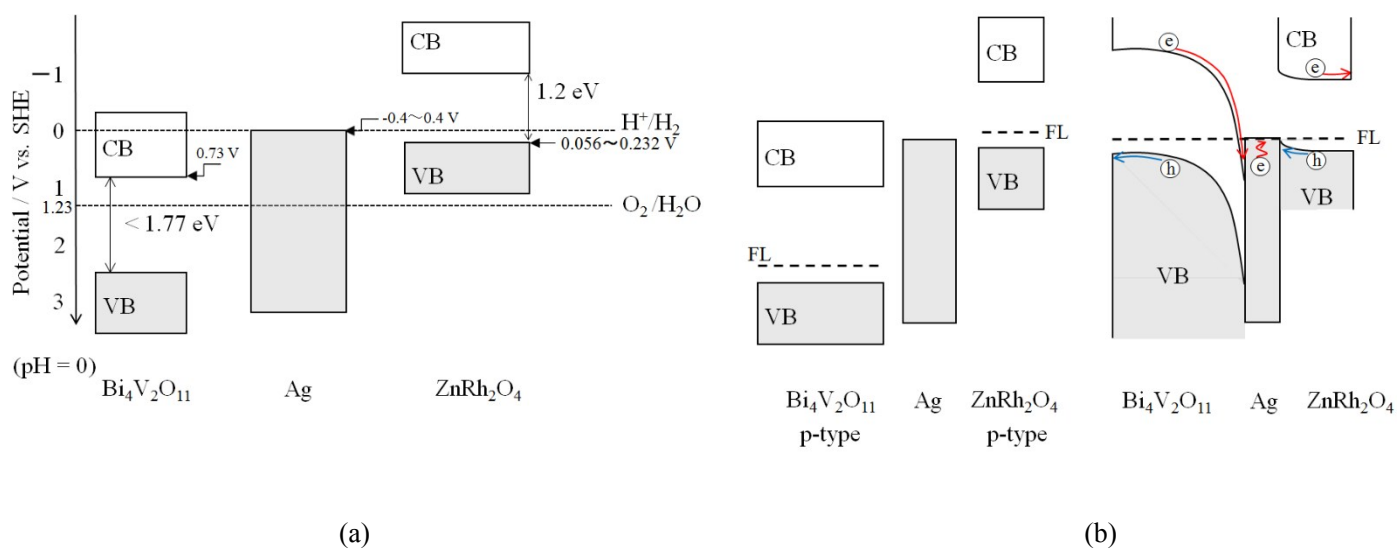 Potential / V vs. SHE
−1
0
1
1.23
2
3
(pH = 0)
CB
0.73 V
< 1.77 eV
VB
-0.4～0.4 V
CB
1.2 eV
H⁺/H₂
0.056～0.232 V
VB
O₂/H₂O
Bi₄V₂O₁₁
Ag
ZnRh₂O₄
(a)
CB
FL
VB
CB
FL
VB
Bi₄V₂O₁₁
p-type
Ag
ZnRh₂O₄
p-type
e
h
VB
e
CB
e
FL
h
VB
Bi₄V₂O₁₁
Ag
ZnRh₂O₄
(b)